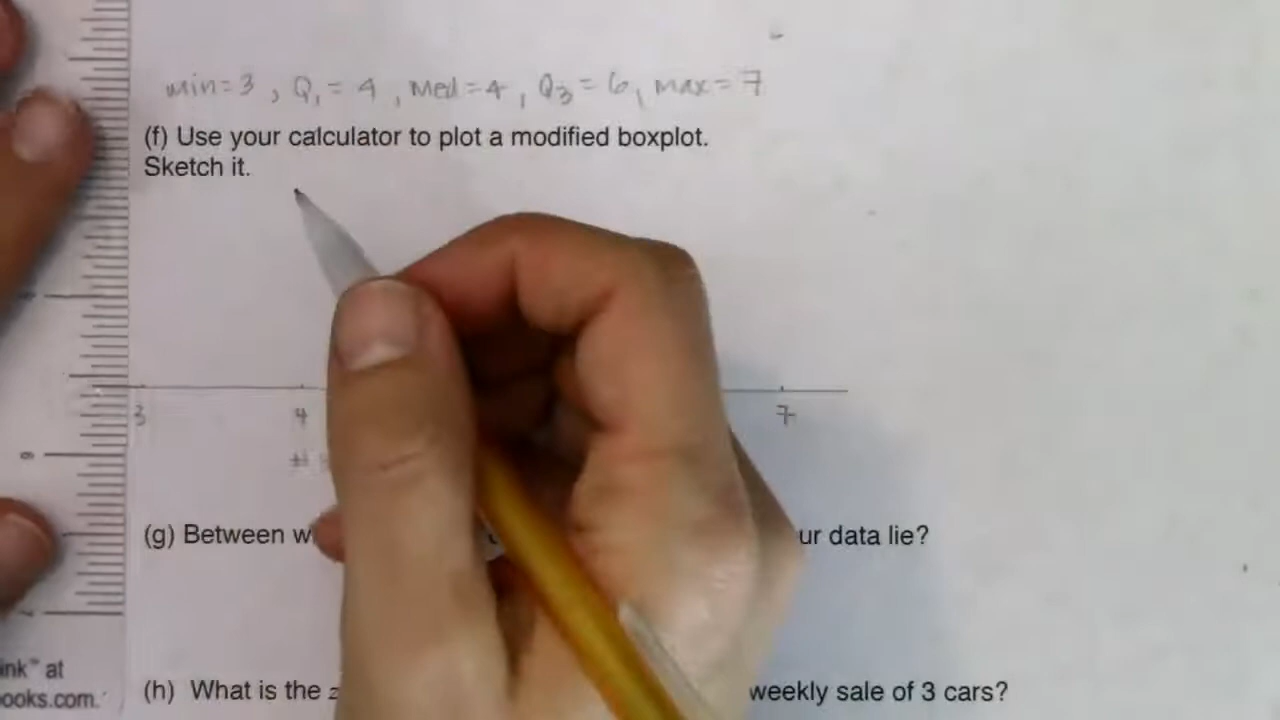 min=3, Q₁=4, Med=4, Q₃=6, max=7
(f) Use your calculator to plot a modified boxplot.
Sketch it.
3 4 7
#
(g) Between ur data lie?
ink™ at
ooks.com.
(h) What is the z weekly sale of 3 cars?